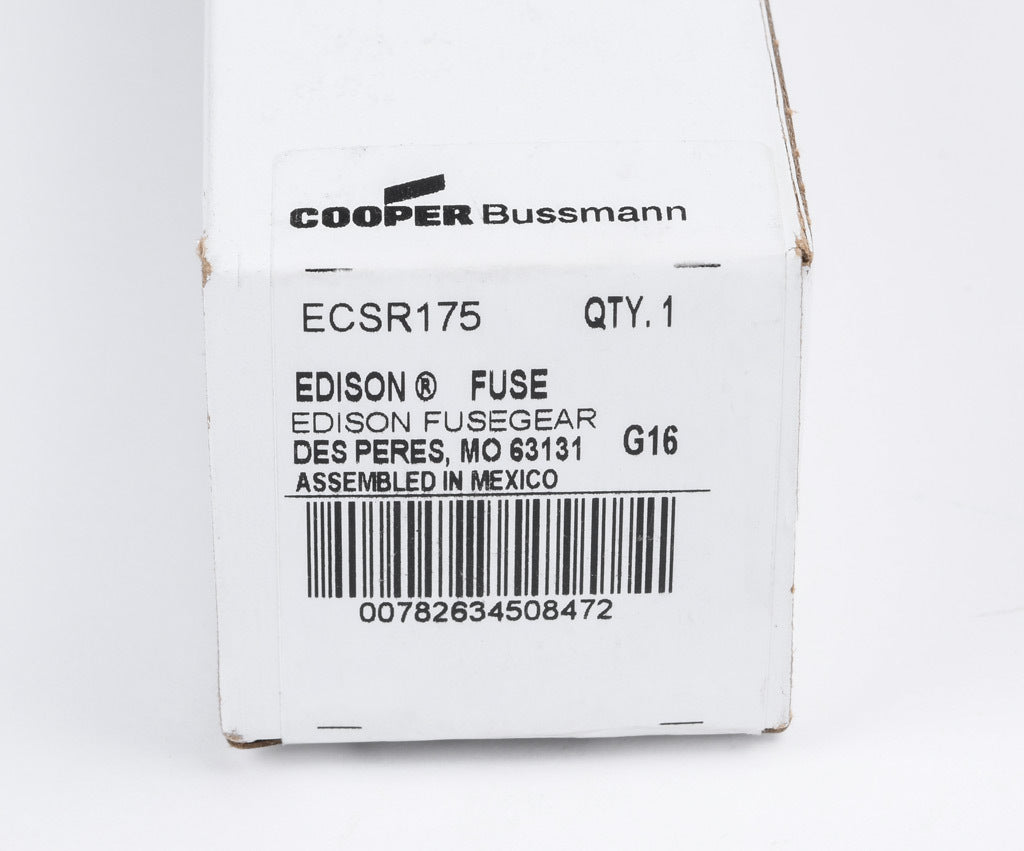 COOPER Bussmann
ECSR175 QTY. 1
EDISON ® FUSE
EDISON FUSEGEAR
DES PERES, MO 63131 G16
ASSEMBLED IN MEXICO
00782634508472